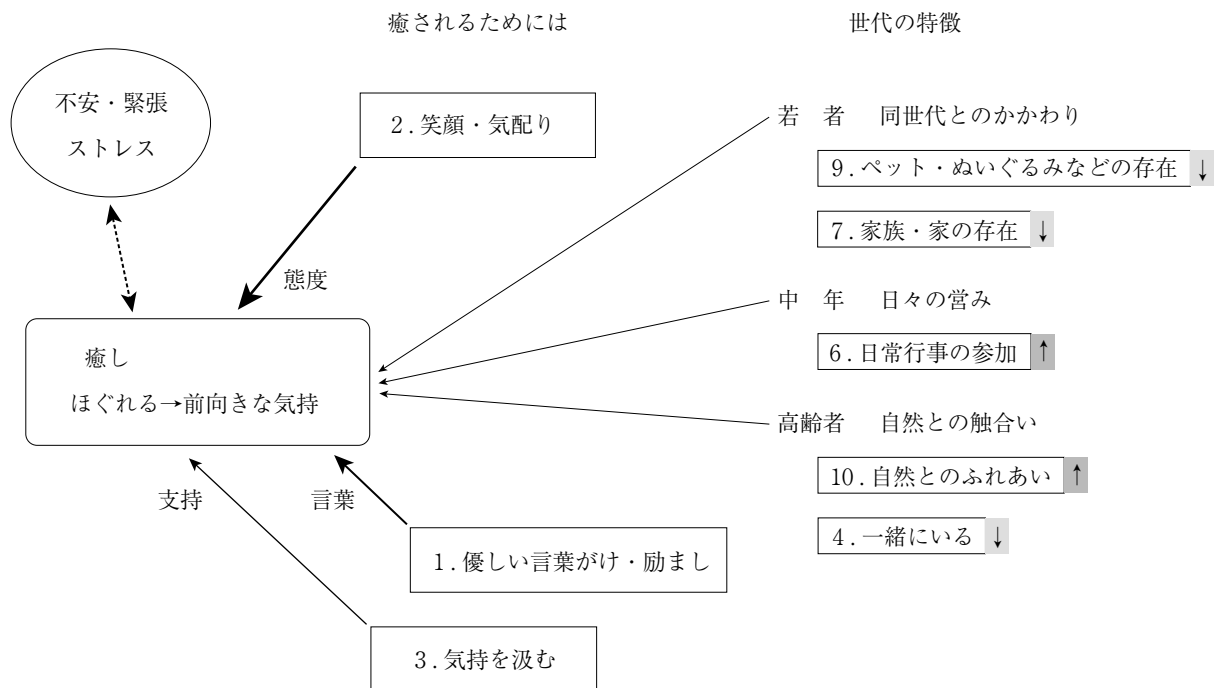 癒されるためには
世代の特徴
不安・緊張
ストレス
2.笑顔・気配り
態度
癒し
ほぐれる→前向きな気持
支持
言葉
1.優しい言葉がけ・励まし
3.気持を汲む
若　者　同世代とのかかわり
9.ペット・ぬいぐるみなどの存在 ↓
7.家族・家の存在 ↓
中　年　日々の営み
6.日常行事の参加 ↑
高齢者　自然との触合い
10.自然とのふれあい ↑
4.一緒にいる ↓